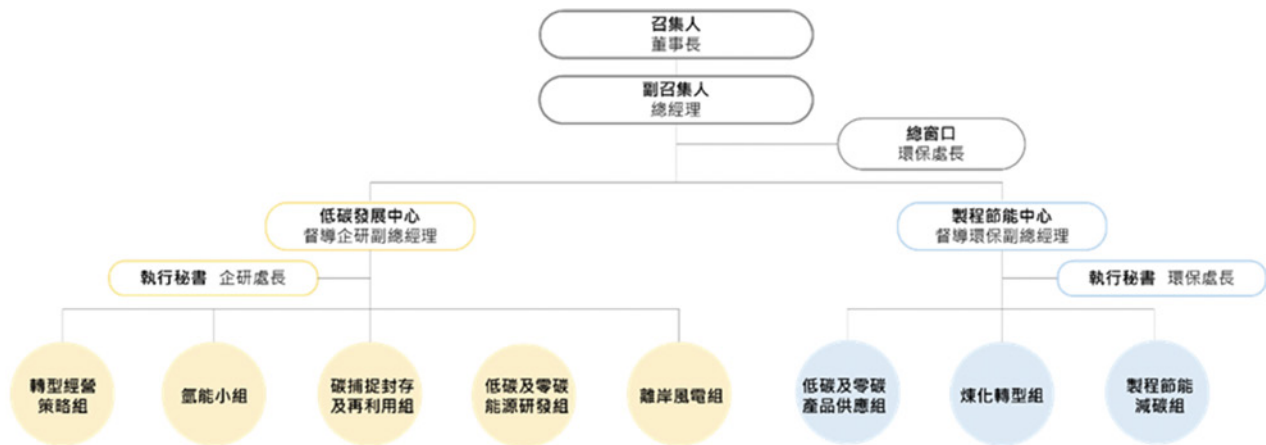 召集人
董事長
副召集人
總經理
總窗口
環保處長
低碳發展中心
督導企研副總經理
製程節能中心
督導環保副總經理
執行秘書 企研處長
執行秘書 環保處長
轉型經營
策略組
氫能小組
碳捕捉封存
及再利用組
低碳及零碳
能源研發組
離岸風電組
低碳及零碳
產品供應組
煉化轉型組
製程節能
減碳組